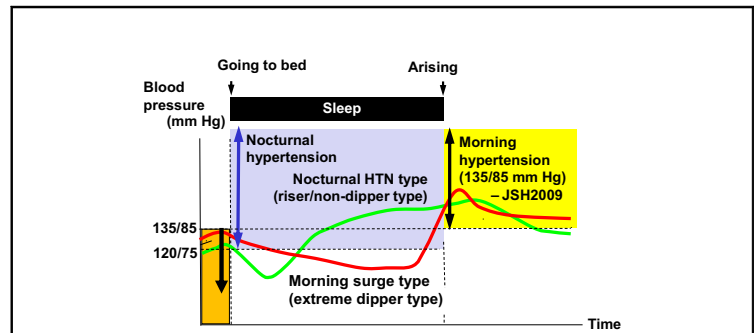 Going to bed
Arising
Blood
pressure
(mm Hg)
Sleep
Nocturnal
hypertension
Nocturnal HTN type
(riser/non-dipper type)
Morning
hypertension
(135/85 mm Hg)
– JSH2009
135/85
120/75
Morning surge type
(extreme dipper type)
Time